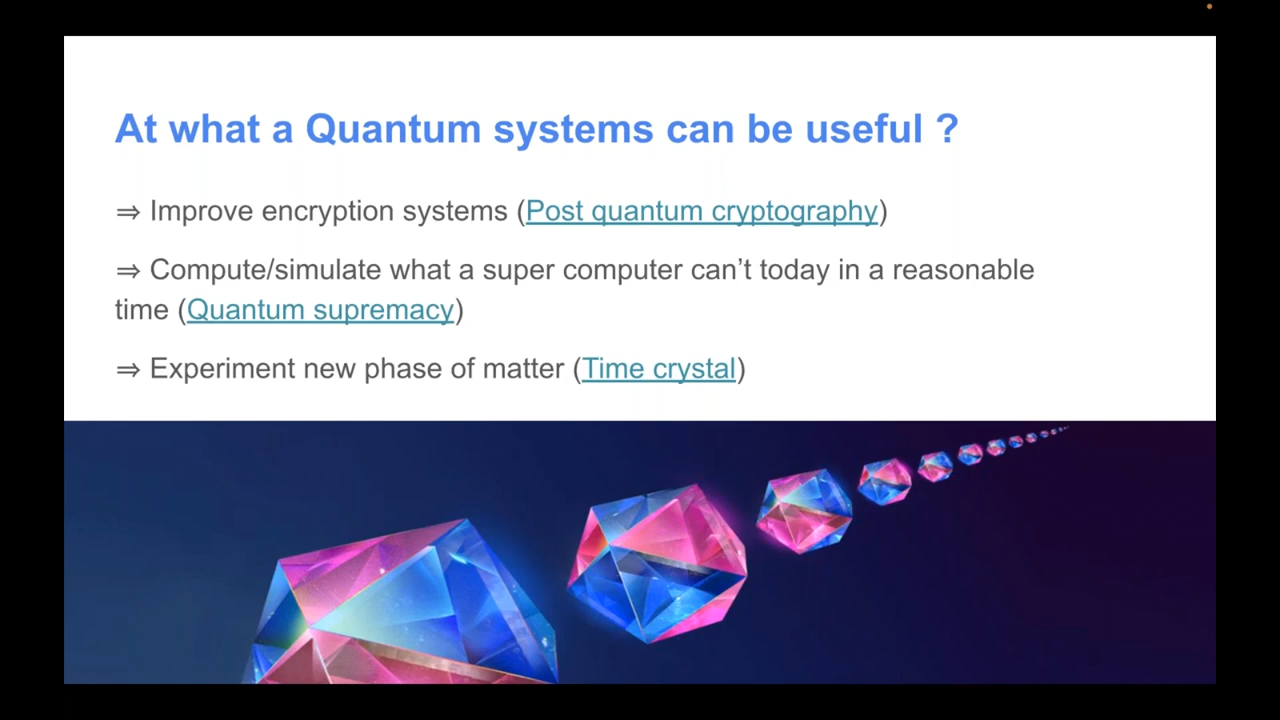 At what a Quantum systems can be useful ?
⇒ Improve encryption systems (Post quantum cryptography)
⇒ Compute/simulate what a super computer can’t today in a reasonable
time (Quantum supremacy)
⇒ Experiment new phase of matter (Time crystal)